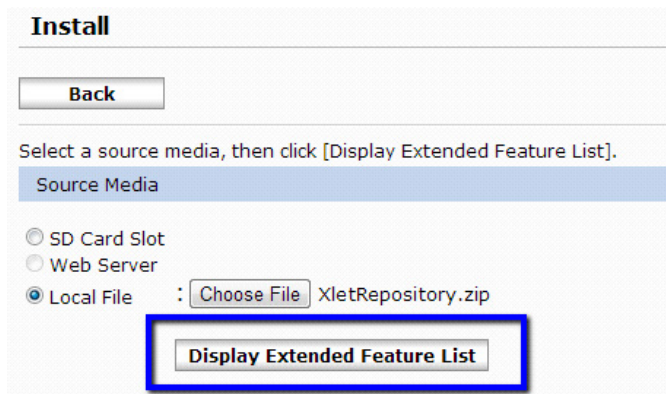 Install
Back
Select a source media, then click [Display Extended Feature List].
Source Media
SD Card Slot
Web Server
Local File : Choose File XletRepository.zip
Display Extended Feature List